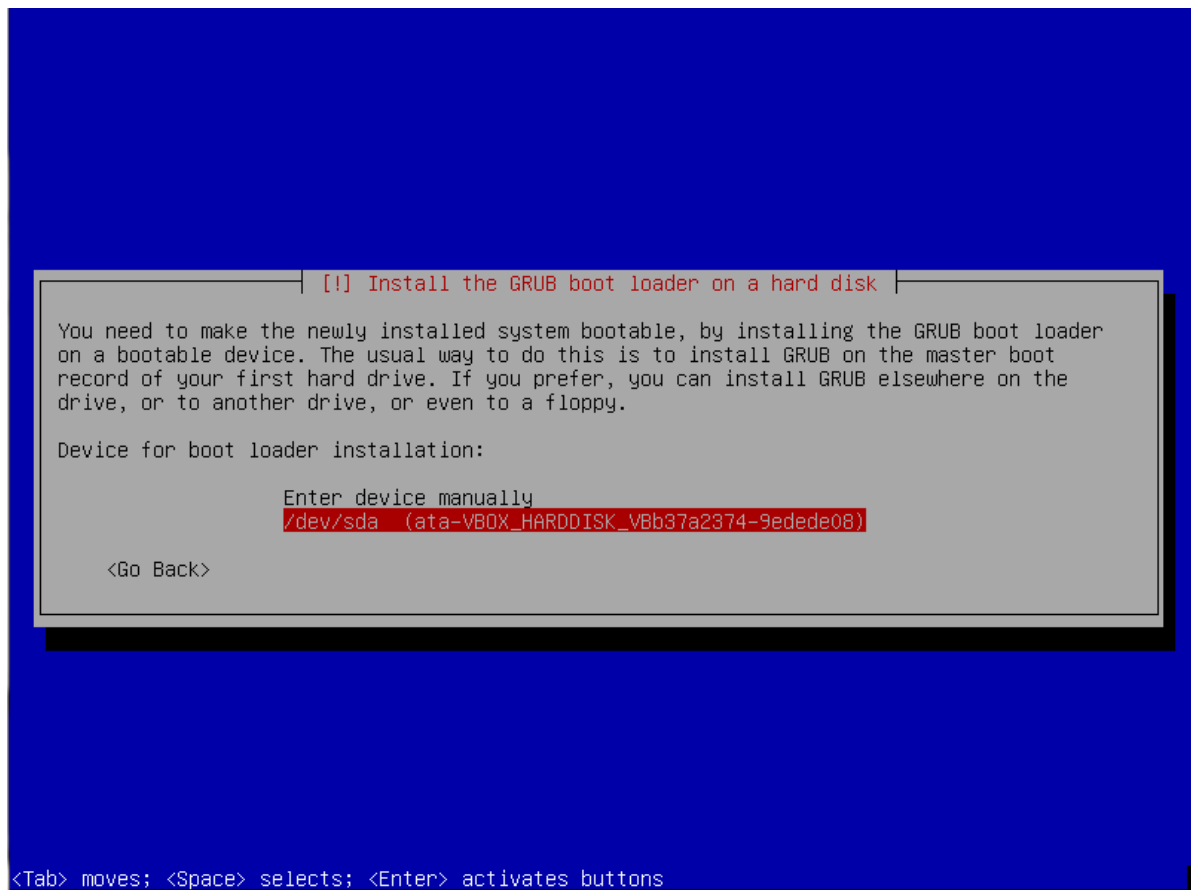 [!] Install the GRUB boot loader on a hard disk
You need to make the newly installed system bootable, by installing the GRUB boot loader
on a bootable device. The usual way to do this is to install GRUB on the master boot
record of your first hard drive. If you prefer, you can install GRUB elsewhere on the
drive, or to another drive, or even to a floppy.
Device for boot loader installation:
Enter device manually
/dev/sda  (ata-VBOX_HARDDISK_VBb37a2374-9edede08)
<Go Back>
<Tab> moves; <Space> selects; <Enter> activates buttons